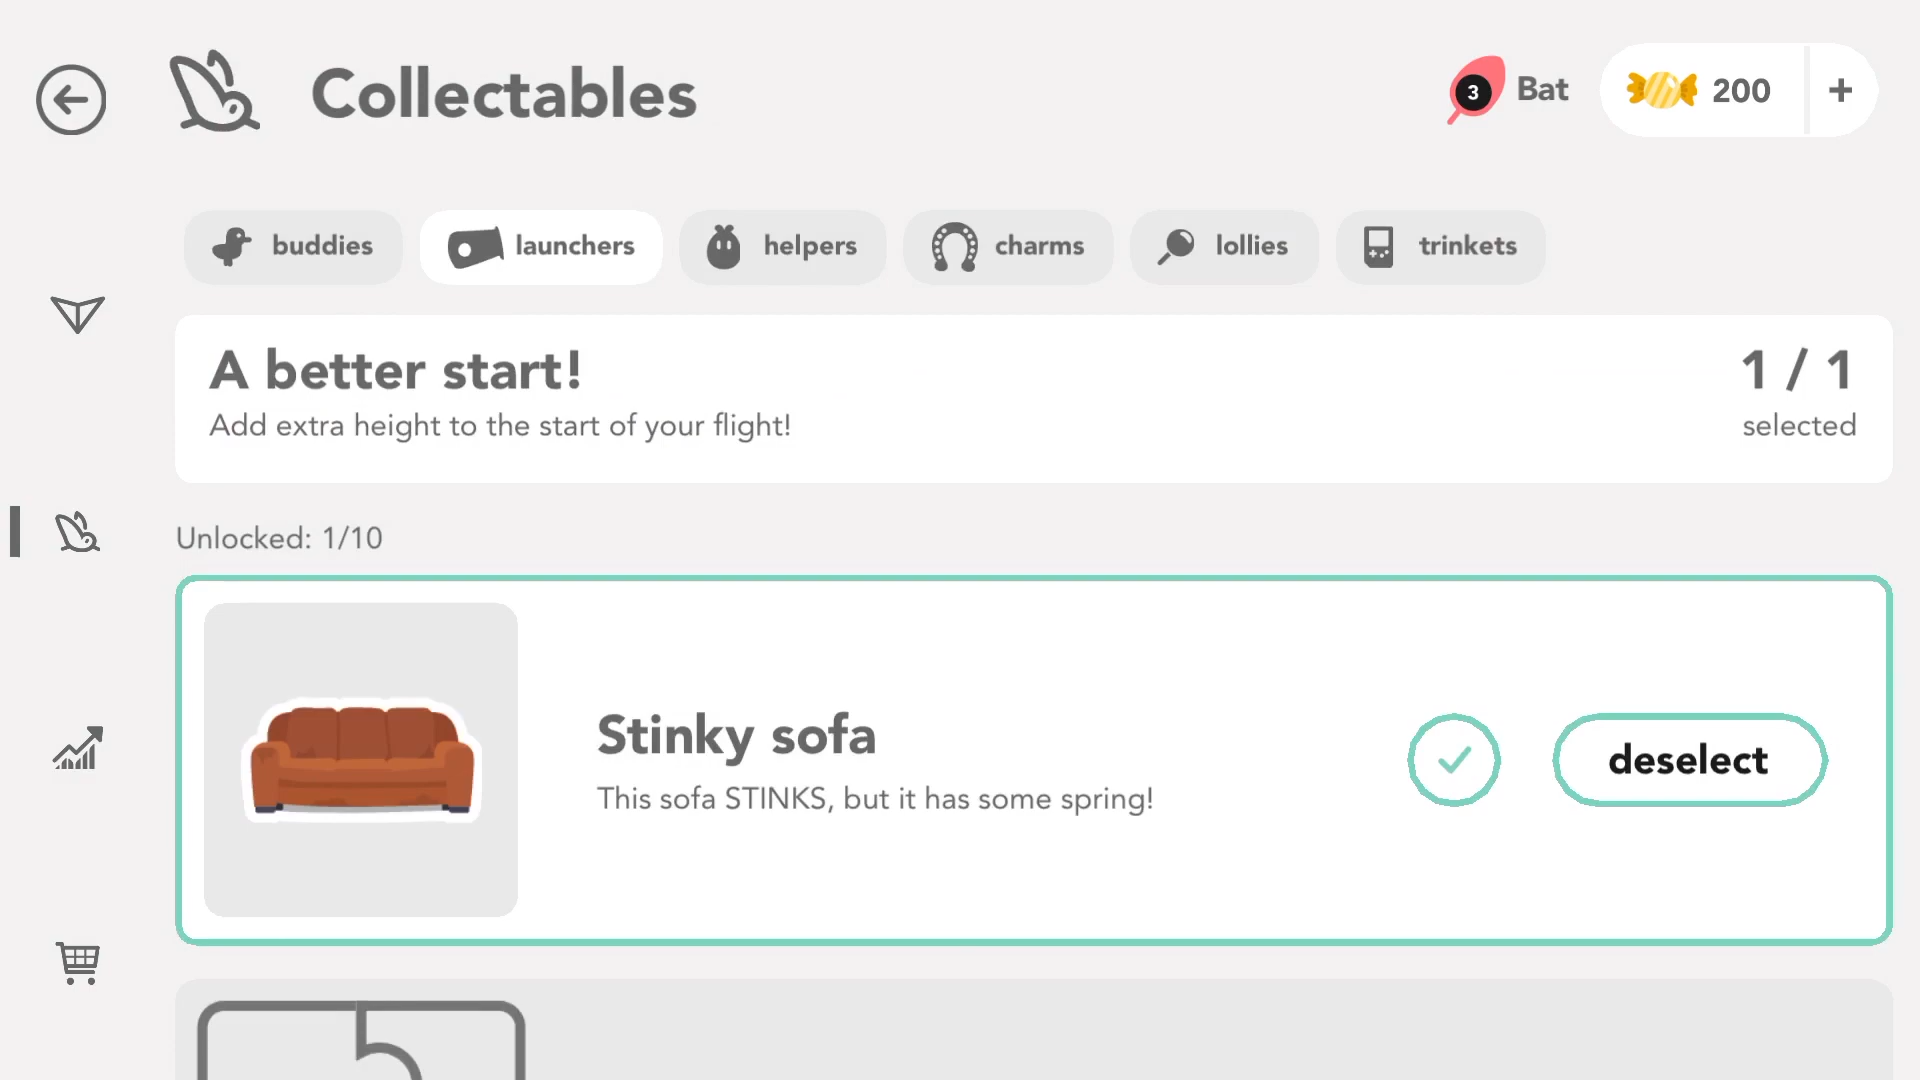 Collectables
3
Bat
200
+
buddies
launchers
helpers
charms
lollies
trinkets
A better start!
1 / 1
Add extra height to the start of your flight!
selected
Unlocked: 1/10
Stinky sofa
This sofa STINKS, but it has some spring!
deselect